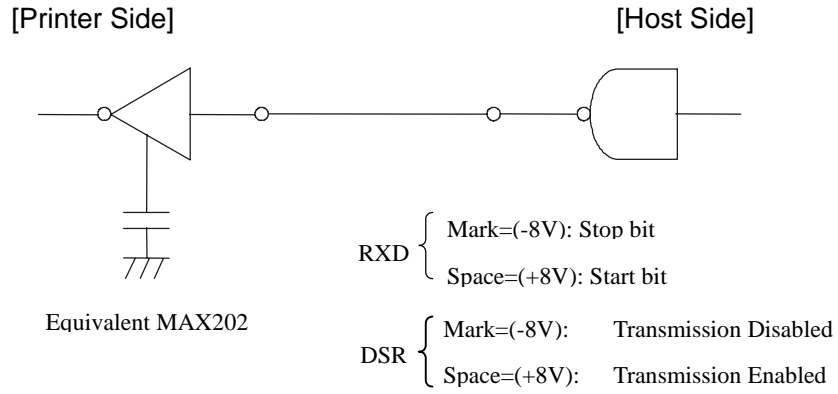 [Printer Side] [Host Side]
RXD
Mark=(-8V): Stop bit
Space=(+8V): Start bit
Equivalent MAX202
DSR
Mark=(-8V): Transmission Disabled
Space=(+8V): Transmission Enabled